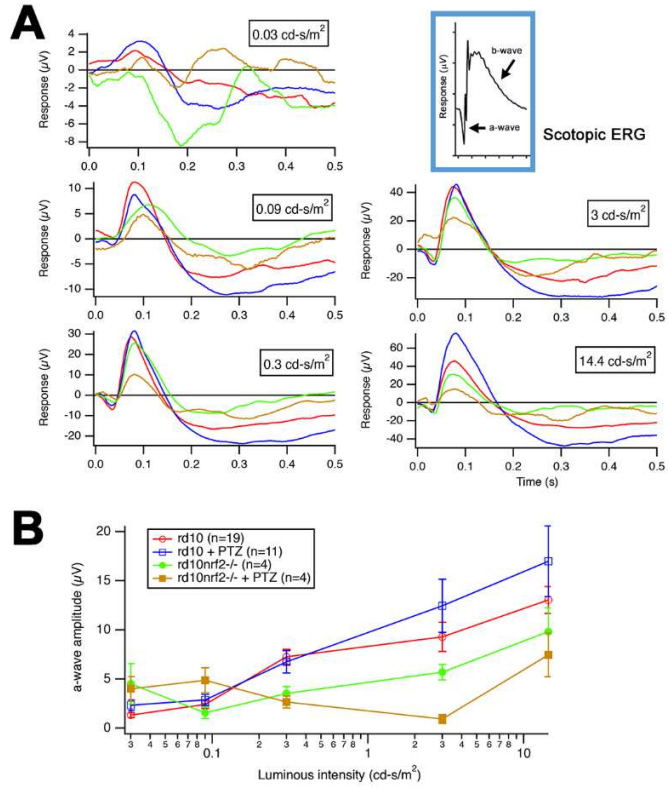 A
0.03 cd-s/m²
Response (µV)
4
2
0
-2
-4
-6
-8
0.0 0.1 0.2 0.3 0.4 0.5
Response (µV)
b-wave
a-wave
Scotopic ERG
0.09 cd-s/m²
Response (µV)
10
5
0
-5
-10
0.0 0.1 0.2 0.3 0.4 0.5
3 cd-s/m²
Response (µV)
40
20
0
-20
0.0 0.1 0.2 0.3 0.4 0.5
0.3 cd-s/m²
Response (µV)
30
20
10
0
-10
-20
0.0 0.1 0.2 0.3 0.4 0.5
14.4 cd-s/m²
Response (µV)
80
60
40
20
0
-20
-40
0.0 0.1 0.2 0.3 0.4 0.5
Time (s)
B
rd10 (n=19)
rd10 + PTZ (n=11)
rd10nrf2-/- (n=4)
rd10nrf2-/- + PTZ (n=4)
a-wave amplitude (µV)
20
15
10
5
0
3 4 5 6 7 8 0.1 2 3 4 5 6 7 8 1 2 3 4 5 6 7 8 10
Luminous intensity (cd-s/m²)